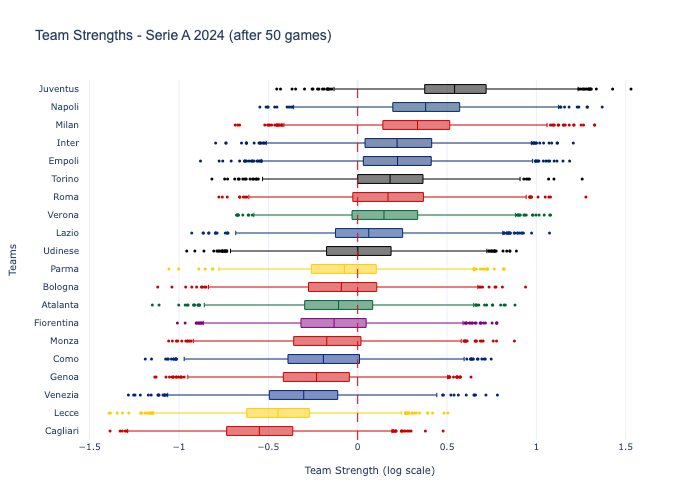 Team Strengths - Serie A 2024 (after 50 games)
Juventus
Napoli
Milan
Inter
Empoli
Torino
Roma
Verona
Lazio
Udinese
Parma
Bologna
Atalanta
Fiorentina
Monza
Como
Genoa
Venezia
Lecce
Cagliari
Teams
−1.5 −1 −0.5 0 0.5 1 1.5
Team Strength (log scale)